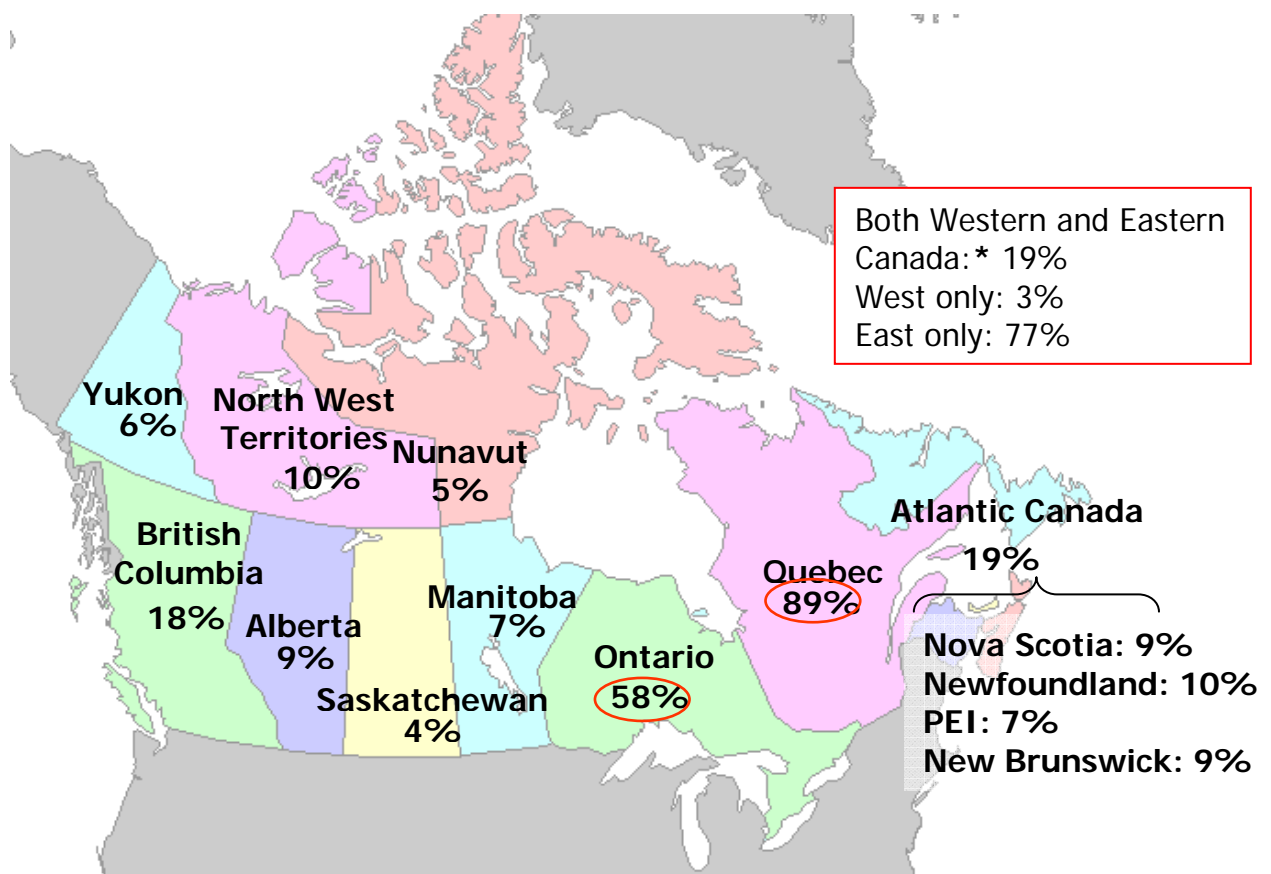 Both Western and Eastern
Canada:* 19%
West only: 3%
East only: 77%
Yukon
6%
North West
Territories
10%
Nunavut
5%
British
Columbia
18%
Alberta
9%
Saskatchewan
4%
Manitoba
7%
Ontario
58%
Quebec
89%
Atlantic Canada
19%
Nova Scotia: 9%
Newfoundland: 10%
PEI: 7%
New Brunswick: 9%